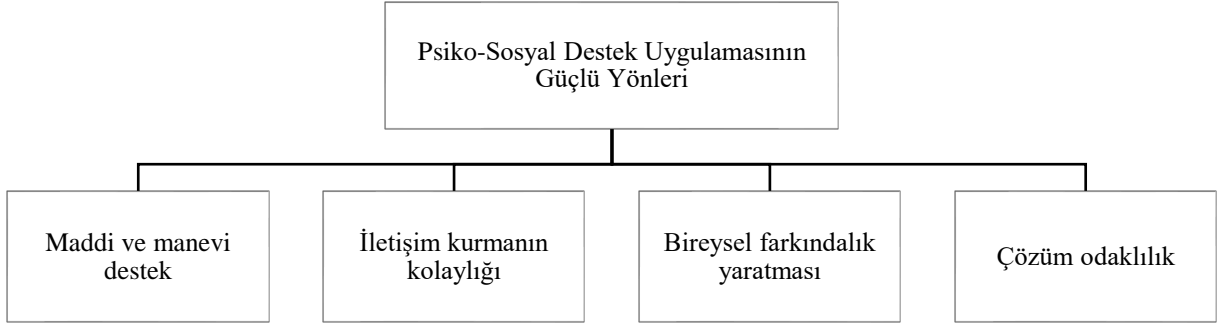 Psiko-Sosyal Destek Uygulamasının
Güçlü Yönleri
Maddi ve manevi
destek
İletişim kurmanın
kolaylığı
Bireysel farkındalık
yaratması
Çözüm odaklılık